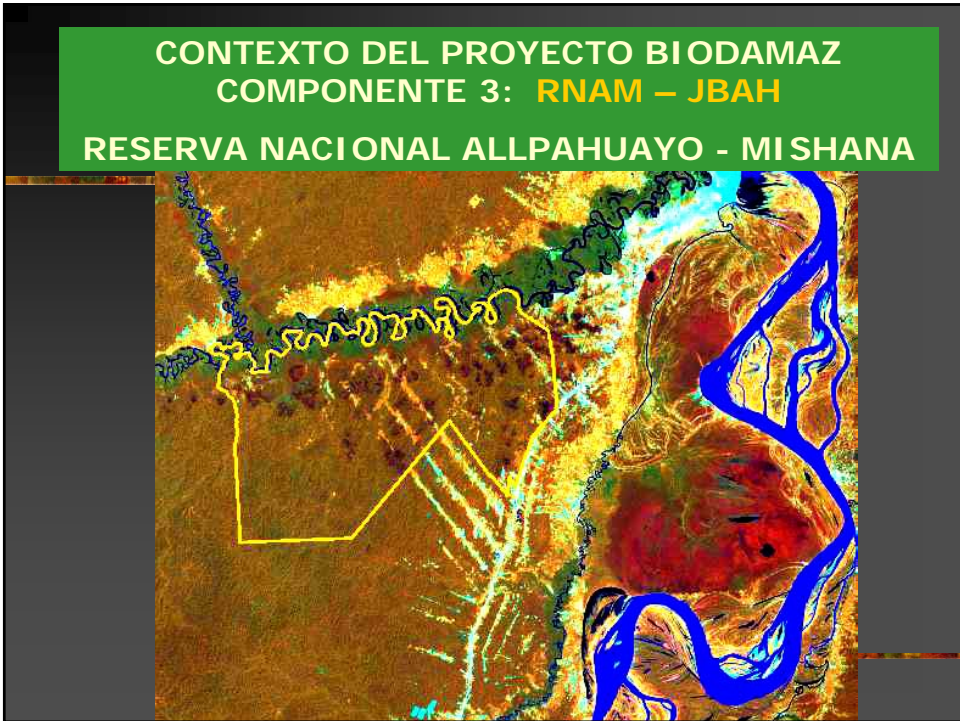 CONTEXTO DEL PROYECTO BIODAMAZ
COMPONENTE 3: RNAM – JBAH
RESERVA NACIONAL ALLPAHUAYO - MISHANA